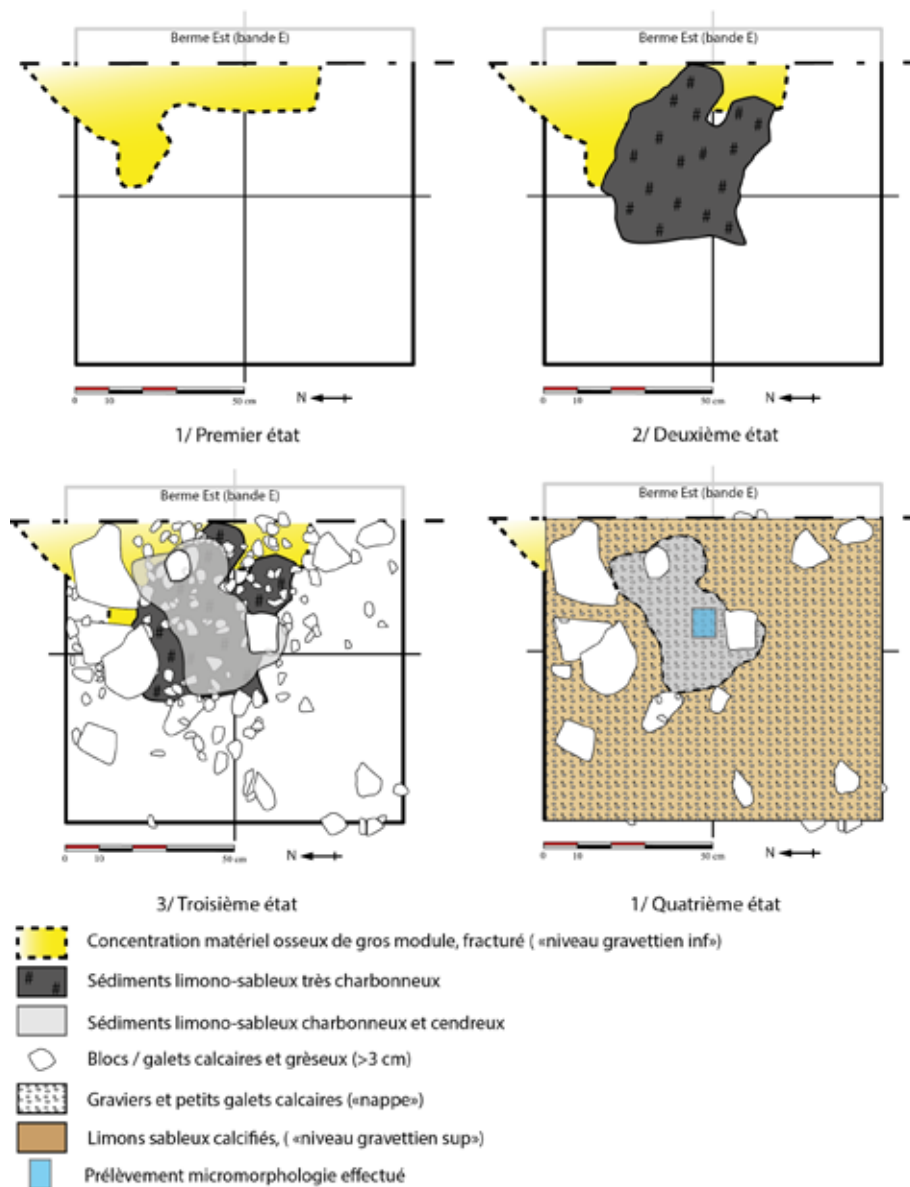 Berme Est (bande E)
0 10 50 cm N
1/ Premier état
Berme Est (bande E)
0 10 50 cm N
2/ Deuxième état
Berme Est (bande E)
0 10 50 cm N
3/ Troisième état
Berme Est (bande E)
0 10 50 cm N
1/ Quatrième état
Concentration matériel osseux de gros module, fracturé ( «niveau gravettien inf»)
Sédiments limono-sableux très charbonneux
Sédiments limono-sableux charbonneux et cendreux
Blocs / galets calcaires et grèseux (>3 cm)
Graviers et petits galets calcaires («nappe»)
Limons sableux calcifiés, ( «niveau gravettien sup»)
Prélèvement micromorphologie effectué